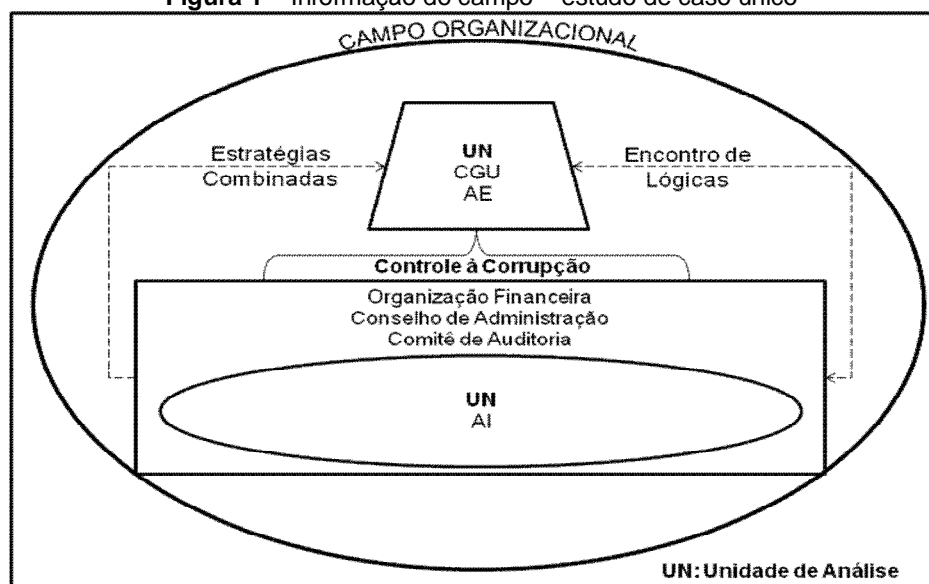 Figura 1 – Informação do campo – estudo de caso único
CAMPO ORGANIZACIONAL
Estratégias
Combinadas
UN
CGU
AE
Encontro de
Lógicas
Controle à Corrupção
Organização Financeira
Conselho de Administração
Comitê de Auditoria
UN
AI
UN: Unidade de Análise